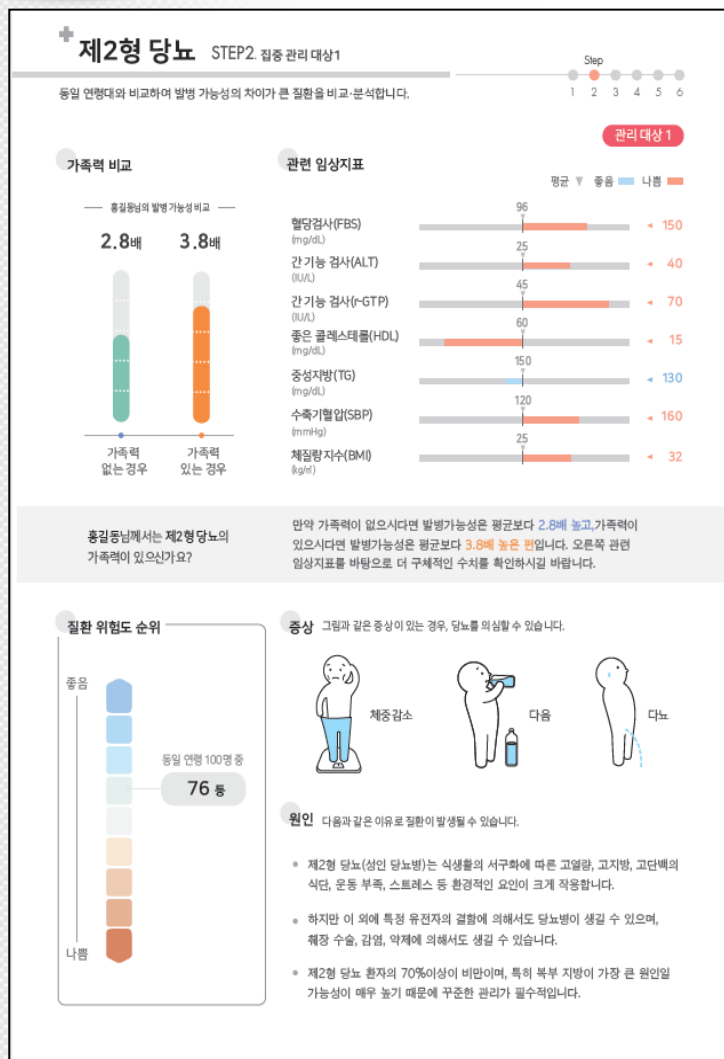 제2형 당뇨 STEP2. 집중 관리 대상1
Step
1 2 3 4 5 6
동일 연령대와 비교하여 발병 가능성의 차이가 큰 질환을 비교·분석합니다.
관리 대상 1
가족력 비교
홍길동님의 발병 가능성 비교
2.8배 3.8배
가족력 없는 경우
가족력 있는 경우
관련 임상지표
평균 좋음 나쁨
96
혈당검사(FBS) 150
(mg/dL)
25
간 기능 검사(ALT) 40
(IU/L)
45
간 기능 검사(r-GTP) 70
(IU/L)
60
좋은 콜레스테롤(HDL) 15
(mg/dL)
150
중성지방(TG) 130
(mg/dL)
120
수축기혈압(SBP) 160
(mmHg)
25
체질량지수(BMI) 32
(kg/㎡)
홍길동님께서는 제2형 당뇨의
가족력이 있으신가요?
만약 가족력이 없으시다면 발병가능성은 평균보다 2.8배 높고,가족력이
있으시다면 발병가능성은 평균보다 3.8배 높은 편입니다. 오른쪽 관련
임상지표를 바탕으로 더 구체적인 수치를 확인하시길 바랍니다.
질환 위험도 순위
좋음
동일 연령 100명 중
76 등
나쁨
증상 그림과 같은 증상이 있는 경우, 당뇨를 의심할 수 있습니다.
체중감소 다음 다뇨
원인 다음과 같은 이유로 질환이 발생될 수 있습니다.
제2형 당뇨(성인 당뇨병)는 식생활의 서구화에 따른 고열량, 고지방, 고단백의
식단, 운동 부족, 스트레스 등 환경적인 요인이 크게 작용합니다.
하지만 이 외에 특정 유전자의 결함에 의해서도 당뇨병이 생길 수 있으며,
췌장 수술, 감염, 약제에 의해서도 생길 수 있습니다.
제2형 당뇨 환자의 70%이상이 비만이며, 특히 복부 지방이 가장 큰 원인일
가능성이 매우 높기 때문에 꾸준한 관리가 필수적입니다.